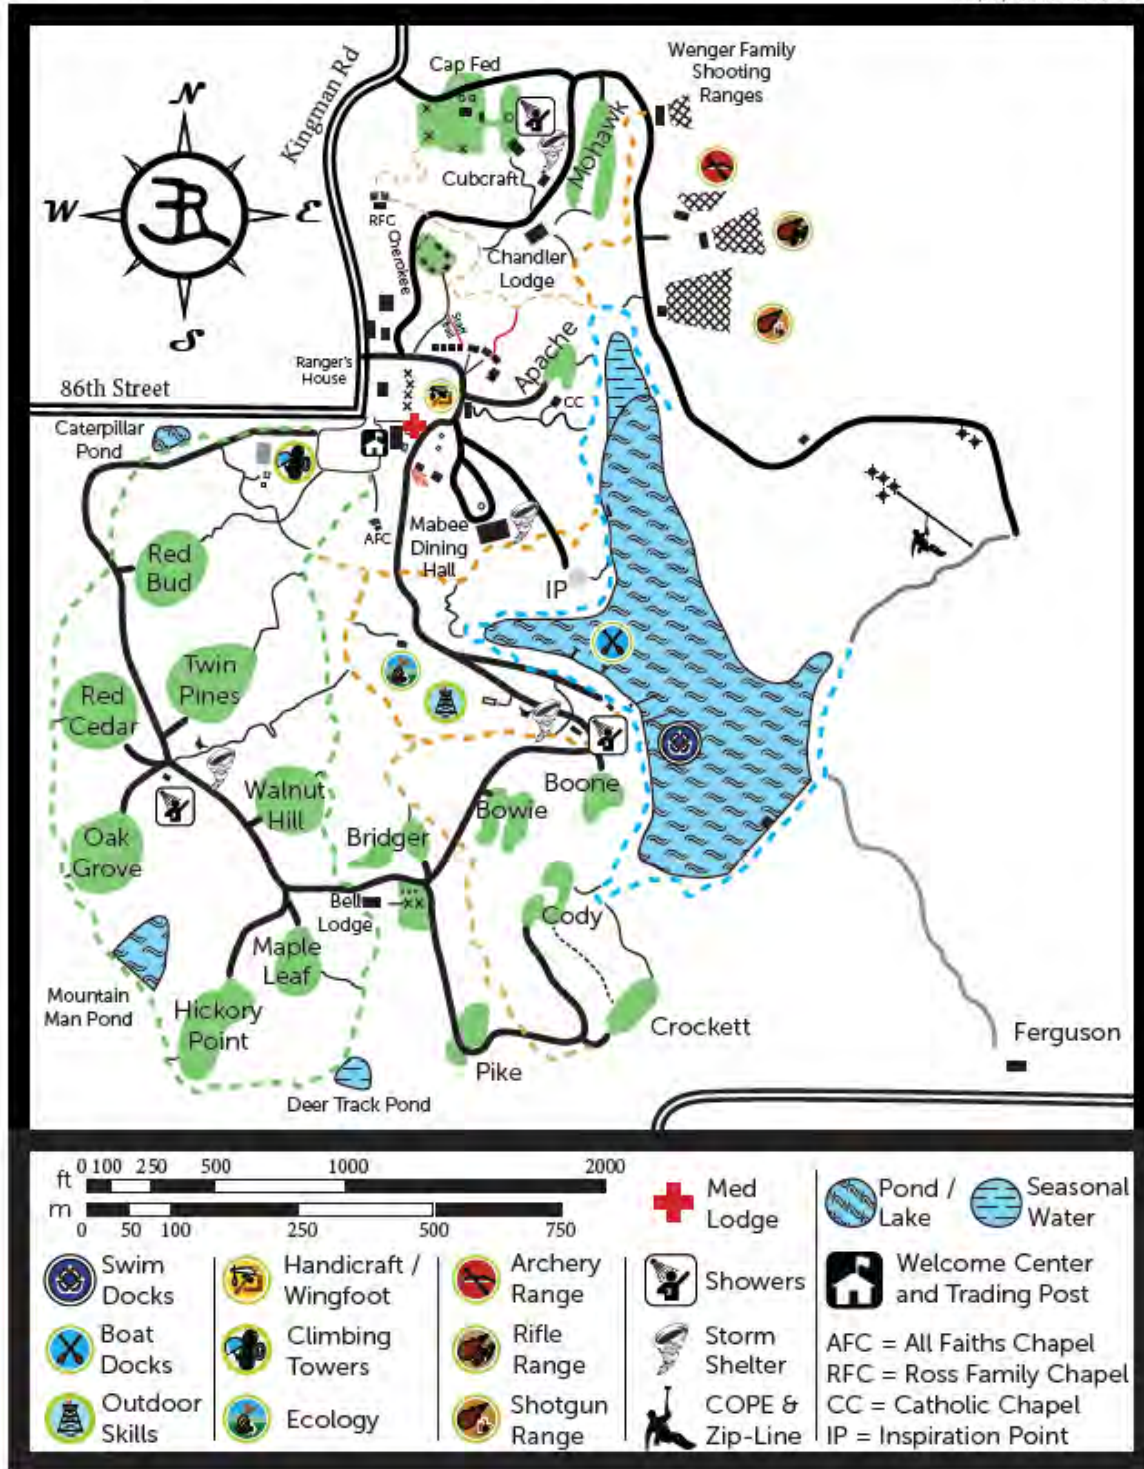 Kingman Rd
N
W
E
S
Cap Fed
Wenger Family
Shooting
Ranges
Mohawk
Cubcraft
RFC
Cherokee
Chandler
Lodge
Staff
Apache
CC
Ranger's
House
86th Street
Caterpillar
Pond
AFC
Mabee
Dining
Hall
IP
Red
Bud
Twin
Pines
Red
Cedar
Walnut
Hill
Oak
Grove
Bridger
Bowie
Boone
Bell
Lodge
Cody
Maple
Leaf
Mountain
Man Pond
Hickory
Point
Crockett
Ferguson
Pike
Deer Track Pond
ft
0 100 250 500 1000 2000
m
0 50 100 250 500 750
Med
Lodge
Pond /
Lake
Seasonal
Water
Swim
Docks
Handicraft /
Wingfoot
Archery
Range
Showers
Welcome Center
and Trading Post
Boat
Docks
Climbing
Towers
Rifle
Range
Storm
Shelter
Outdoor
Skills
Ecology
Shotgun
Range
COPE &
Zip-Line
AFC = All Faiths Chapel
RFC = Ross Family Chapel
CC = Catholic Chapel
IP = Inspiration Point